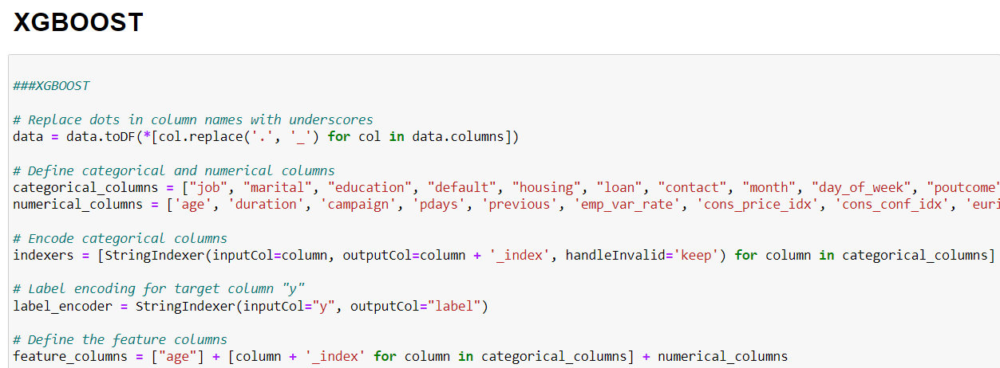 XGBOOST
###XGBOOST
# Replace dots in column names with underscores
data = data.toDF(*[col.replace('.', '_') for col in data.columns])
# Define categorical and numerical columns
categorical_columns = ["job", "marital", "education", "default", "housing", "loan", "contact", "month", "day_of_week", "poutcome"
numerical_columns = ['age', 'duration', 'campaign', 'pdays', 'previous', 'emp_var_rate', 'cons_price_idx', 'cons_conf_idx', 'euri
# Encode categorical columns
indexers = [StringIndexer(inputCol=column, outputCol=column + '_index', handleInvalid='keep') for column in categorical_columns]
# Label encoding for target column "y"
label_encoder = StringIndexer(inputCol="y", outputCol="label")
# Define the feature columns
feature_columns = ["age"] + [column + '_index' for column in categorical_columns] + numerical_columns